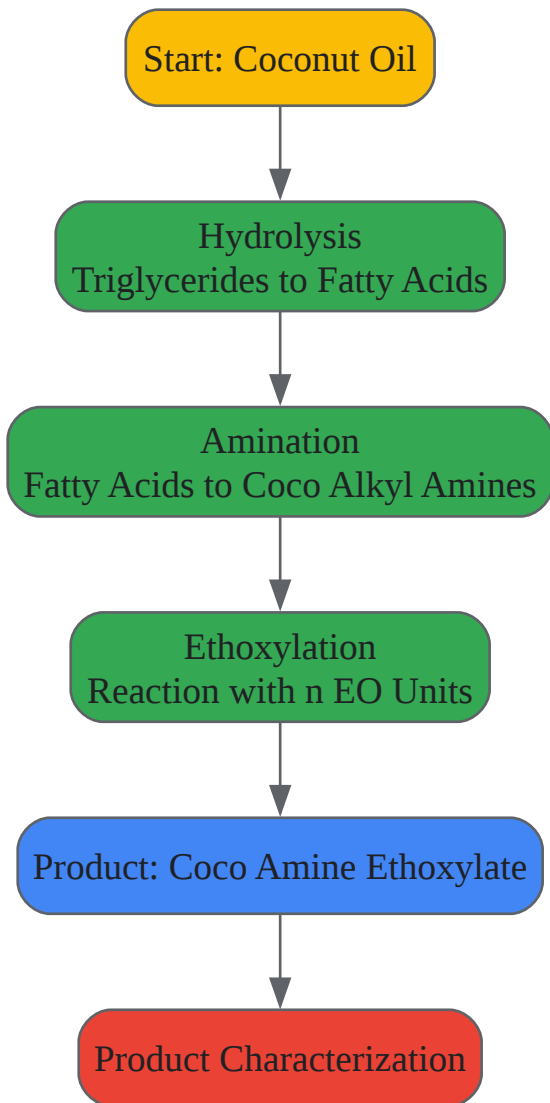 Start: Coconut Oil
Hydrolysis
Triglycerides to Fatty Acids
Amination
Fatty Acids to Coco Alkyl Amines
Ethoxylation
Reaction with n EO Units
Product: Coco Amine Ethoxylate
Product Characterization